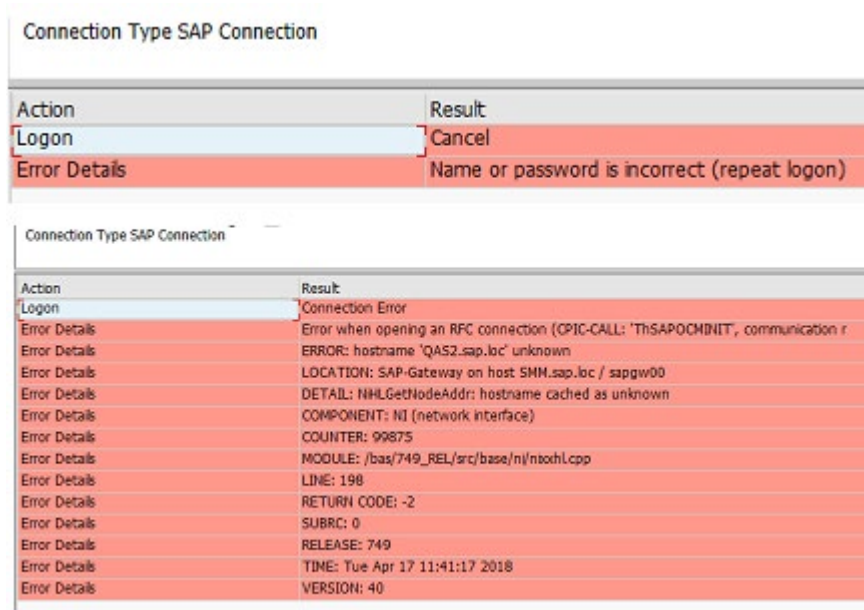 Connection Type SAP Connection
Action Result
Logon Cancel
Error Details Name or password is incorrect (repeat logon)
Connection Type SAP Connection
Action Result
Logon Connection Error
Error Details Error when opening an RFC connection (CPIC-CALL: 'ThSAPOCMINIT', communication r
Error Details ERROR: hostname 'QAS2.sap.loc' unknown
Error Details LOCATION: SAP-Gateway on host SMM.sap.loc / sapgw00
Error Details DETAIL: NiHLGetNodeAddr: hostname cached as unknown
Error Details COMPONENT: NI (network interface)
Error Details COUNTER: 99875
Error Details MODULE: /bas/749_REL/src/base/ni/nixxhl.cpp
Error Details LINE: 198
Error Details RETURN CODE: -2
Error Details SUBRC: 0
Error Details RELEASE: 749
Error Details TIME: Tue Apr 17 11:41:17 2018
Error Details VERSION: 40